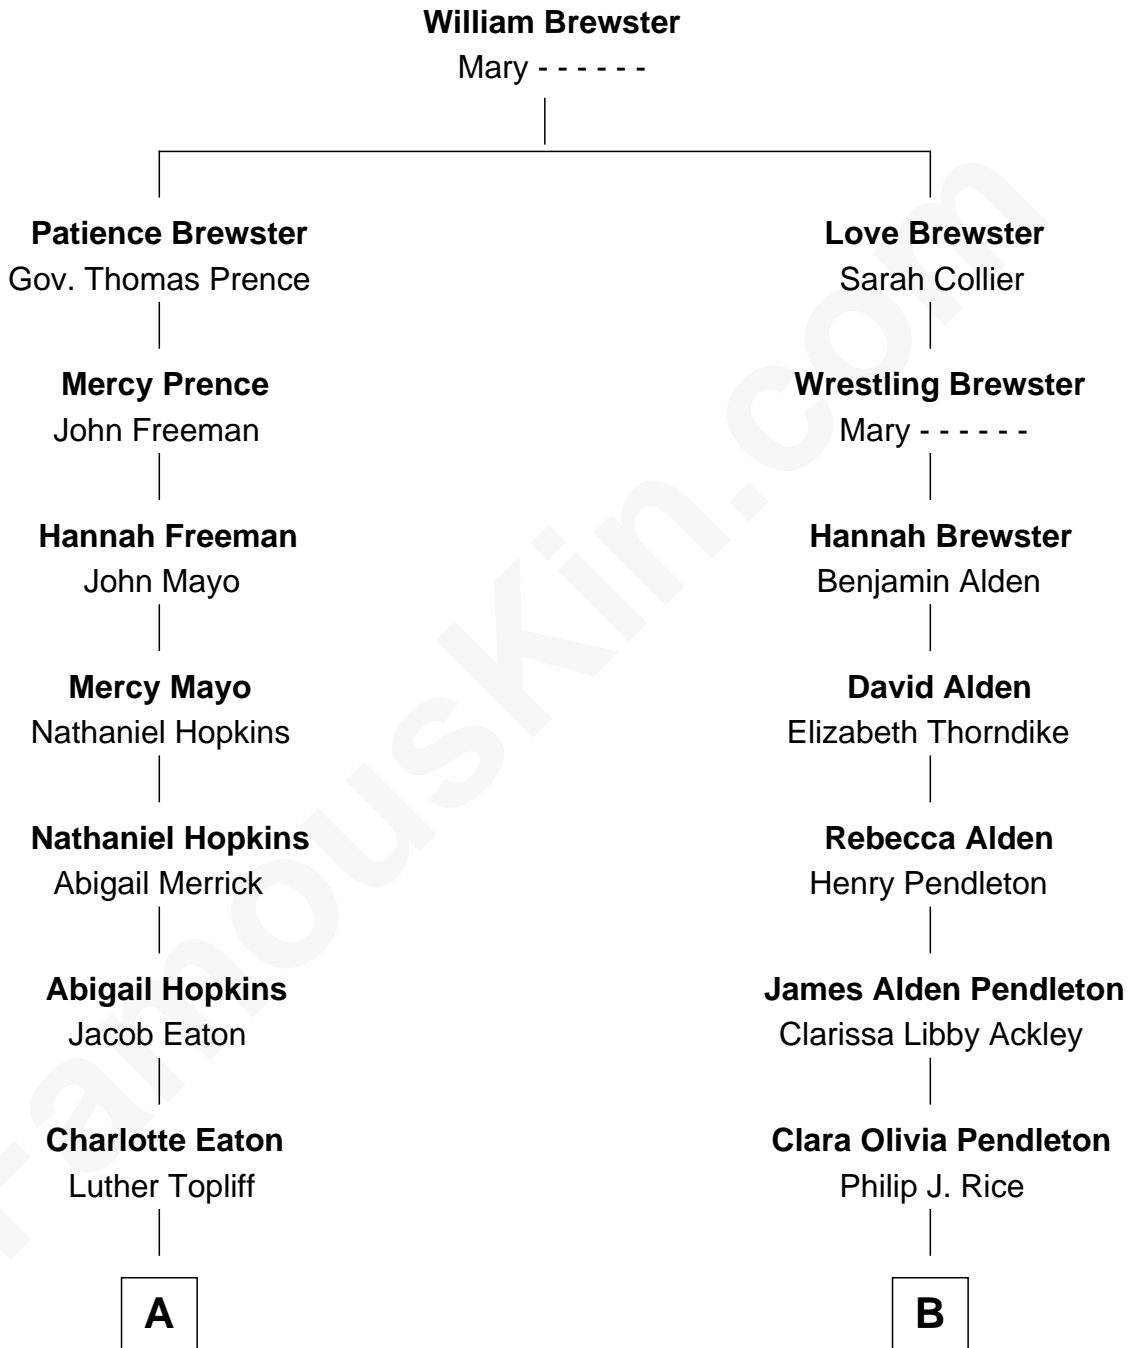 William Brewster
Mary - - - - - -
Patience Brewster
Gov. Thomas Prence
Love Brewster
Sarah Collier
Mercy Prence
John Freeman
Wrestling Brewster
Mary - - - - - -
Hannah Freeman
John Mayo
Hannah Brewster
Benjamin Alden
Mercy Mayo
Nathaniel Hopkins
David Alden
Elizabeth Thorndike
Nathaniel Hopkins
Abigail Merrick
Rebecca Alden
Henry Pendleton
Abigail Hopkins
Jacob Eaton
James Alden Pendleton
Clarissa Libby Ackley
Charlotte Eaton
Luther Topliff
Clara Olivia Pendleton
Philip J. Rice
A
B
FamousKin.com